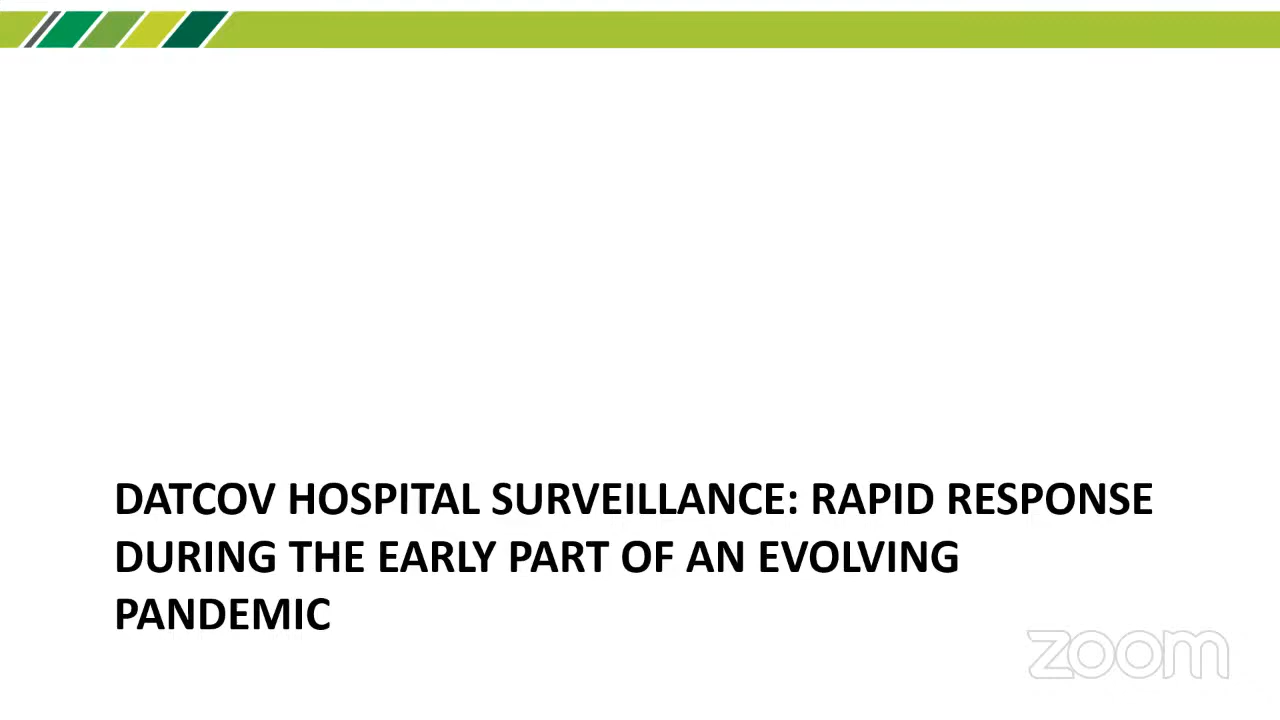 DATCOV HOSPITAL SURVEILLANCE: RAPID RESPONSE
DURING THE EARLY PART OF AN EVOLVING
PANDEMIC
zoom